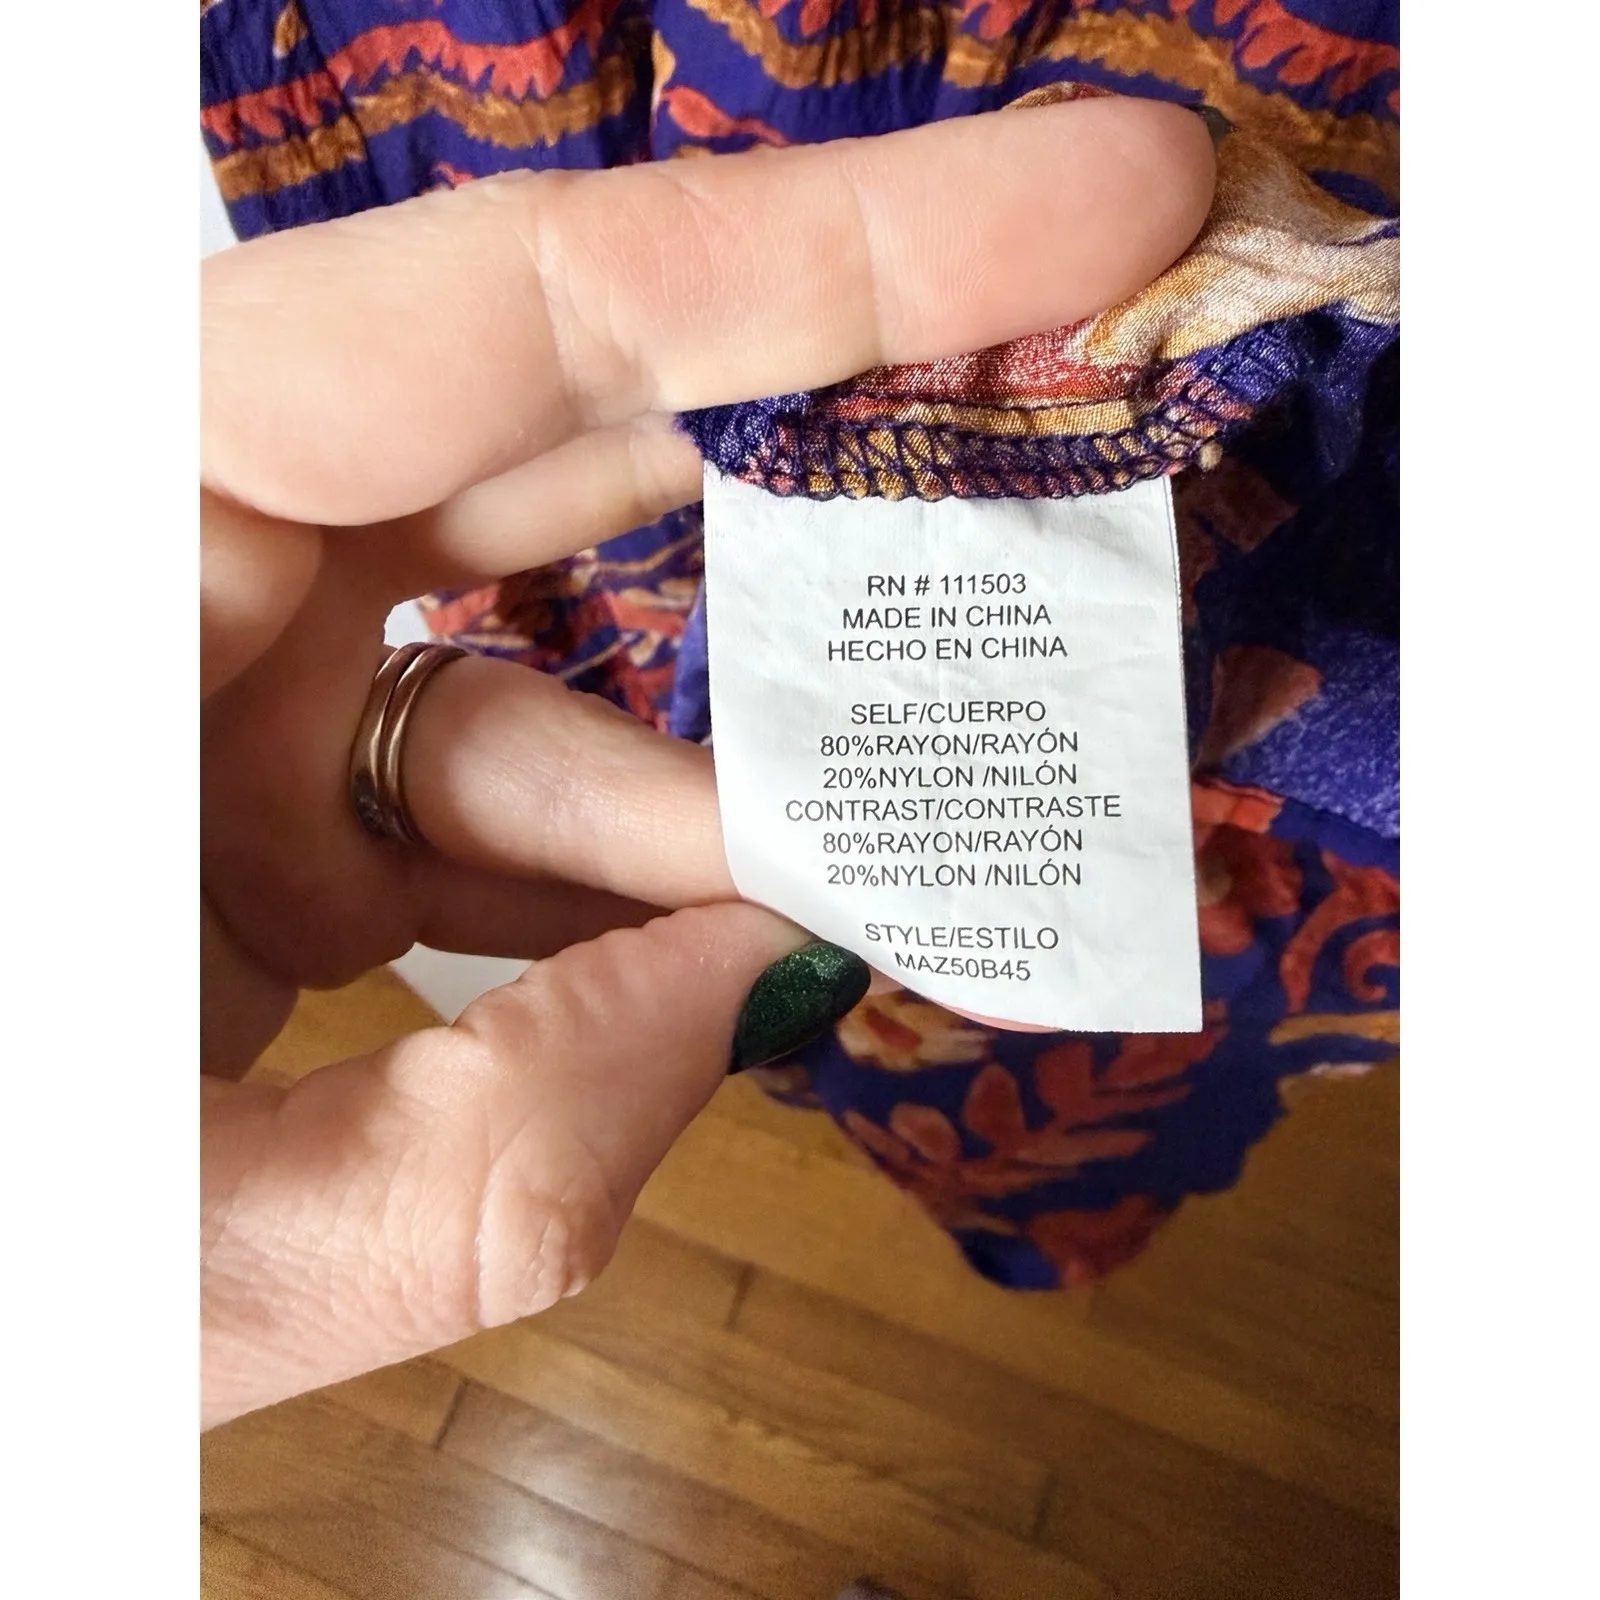 RN # 111503
MADE IN CHINA
HECHO EN CHINA
SELF/CUERPO
80%RAYON/RAYÓN
20%NYLON /NILÓN
CONTRAST/CONTRASTE
80%RAYON/RAYÓN
20%NYLON /NILÓN
STYLE/ESTILO
MAZ50B45